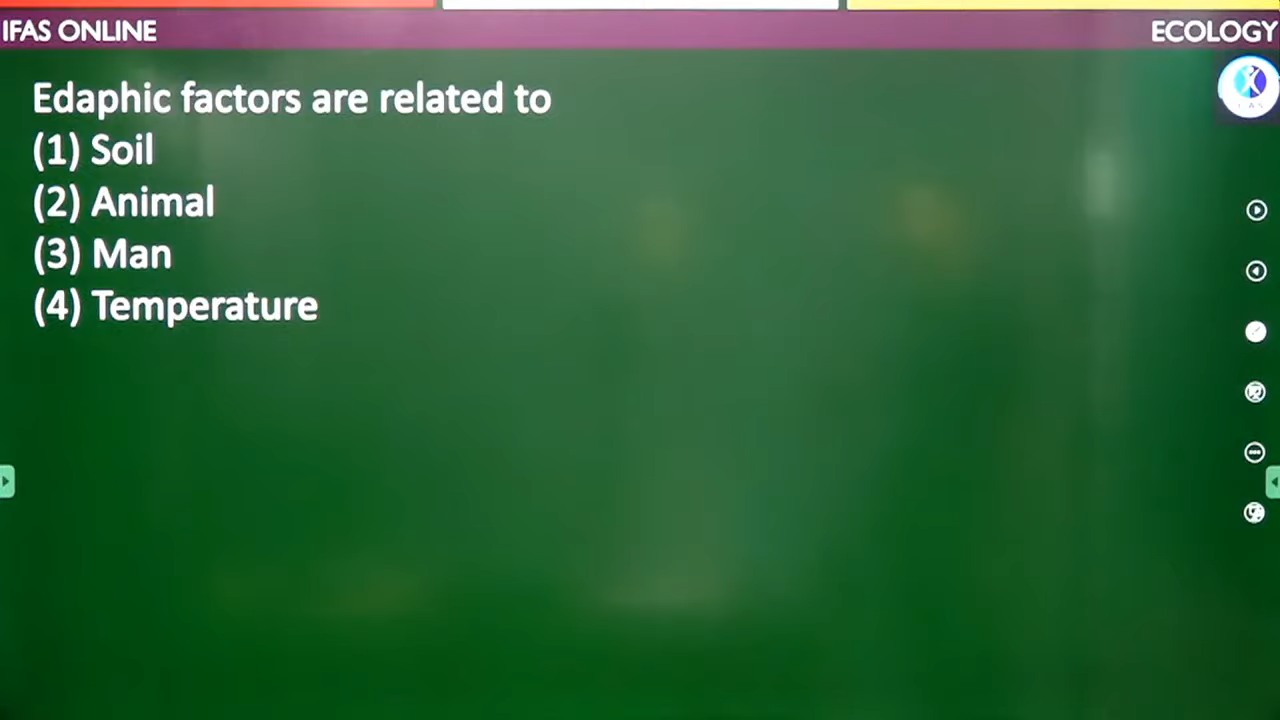 IFAS ONLINE
ECOLOGY
Edaphic factors are related to
(1) Soil
(2) Animal
(3) Man
(4) Temperature